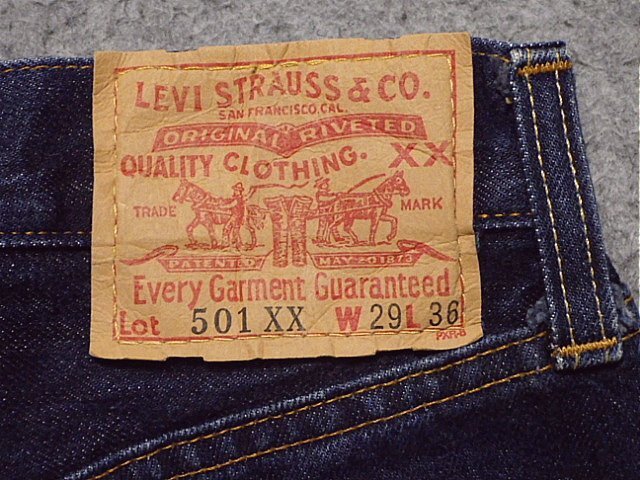 LEVI STRAUSS & CO.
SAN FRANCISCO, CAL.
ORIGINAL RIVETED
QUALITY CLOTHING. XX
TRADE MARK
PATENTED MAY 20 1873
Every Garment Guaranteed
Lot 501 XX W 29 L 36